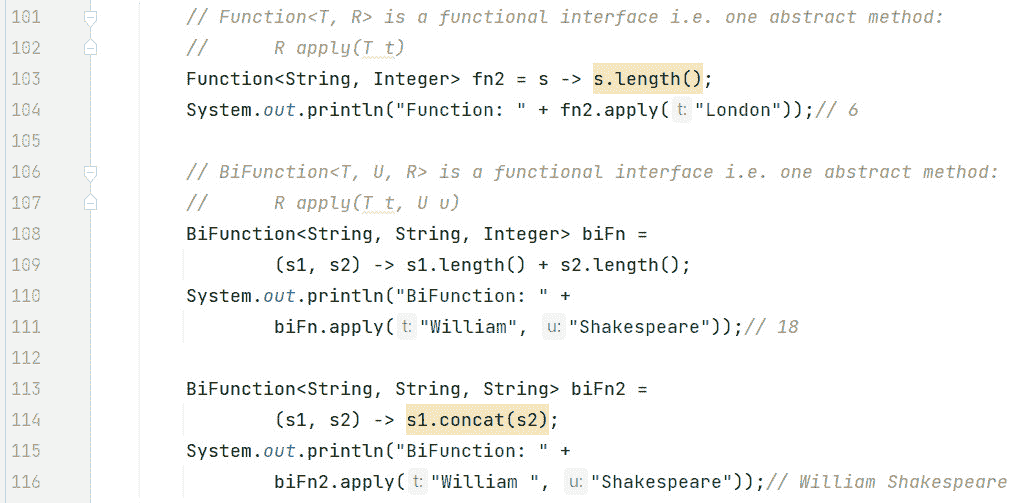 101 // Function<T, R> is a functional interface i.e. one abstract method:
102 //      R apply(T t)
103 Function<String, Integer> fn2 = s -> s.length();
104 System.out.println("Function: " + fn2.apply( t: "London"));// 6
105
106 // BiFunction<T, U, R> is a functional interface i.e. one abstract method:
107 //      R apply(T t, U u)
108 BiFunction<String, String, Integer> biFn =
109         (s1, s2) -> s1.length() + s2.length();
110 System.out.println("BiFunction: " +
111         biFn.apply( t: "William", u: "Shakespeare"));// 18
112
113 BiFunction<String, String, String> biFn2 =
114         (s1, s2) -> s1.concat(s2);
115 System.out.println("BiFunction: " +
116         biFn2.apply( t: "William ", u: "Shakespeare"));// William Shakespeare